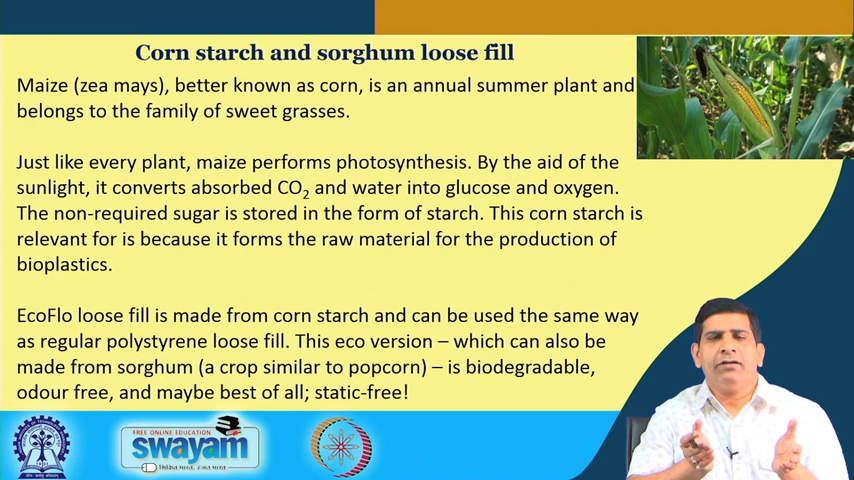 Corn starch and sorghum loose fill
Maize (zea mays), better known as corn, is an annual summer plant and
belongs to the family of sweet grasses.
Just like every plant, maize performs photosynthesis. By the aid of the
sunlight, it converts absorbed CO₂ and water into glucose and oxygen.
The non-required sugar is stored in the form of starch. This corn starch is
relevant for is because it forms the raw material for the production of
bioplastics.
EcoFlo loose fill is made from corn starch and can be used the same way
as regular polystyrene loose fill. This eco version – which can also be
made from sorghum (a crop similar to popcorn) – is biodegradable,
odour free, and maybe best of all; static-free!
FREE ONLINE EDUCATION
swayam